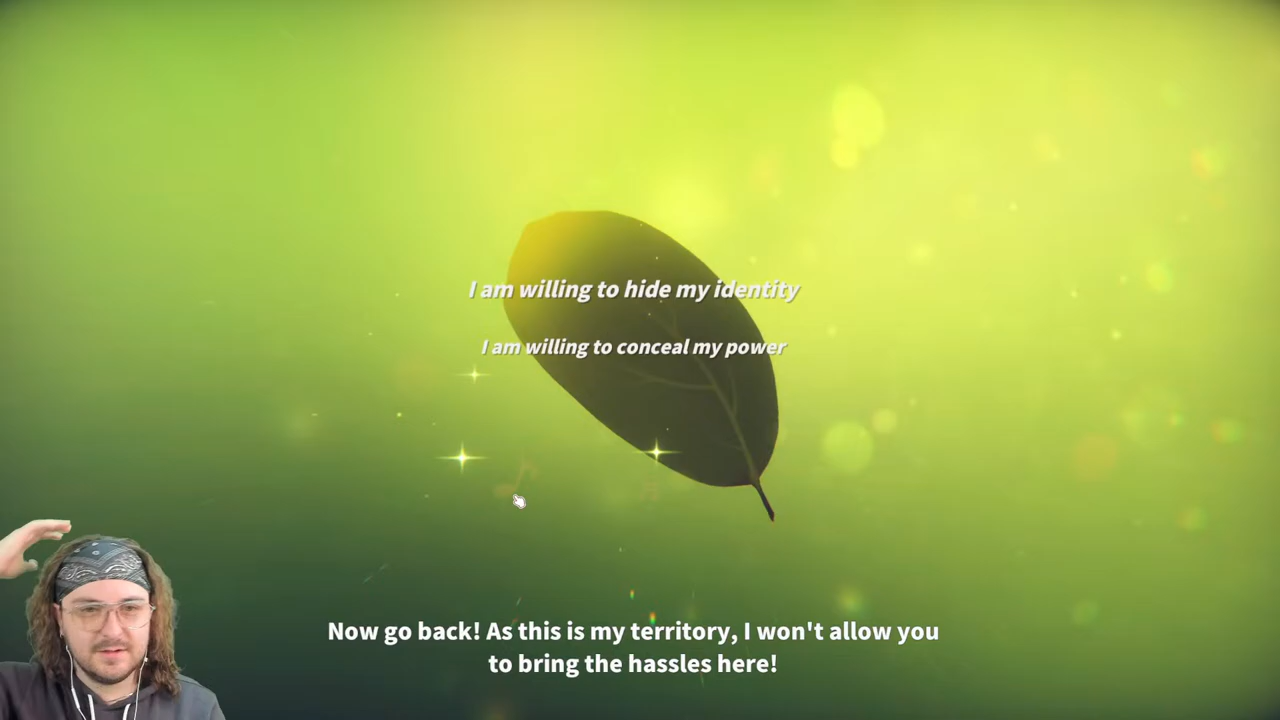 I am willing to hide my identity
I am willing to conceal my power
Now go back! As this is my territory, I won't allow you
to bring the hassles here!